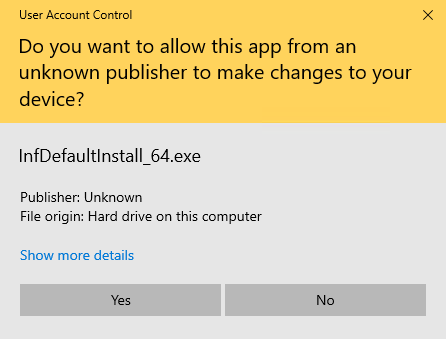 User Account Control
Do you want to allow this app from an
unknown publisher to make changes to your
device?
InfDefaultInstall_64.exe
Publisher: Unknown
File origin: Hard drive on this computer
Show more details
Yes
No